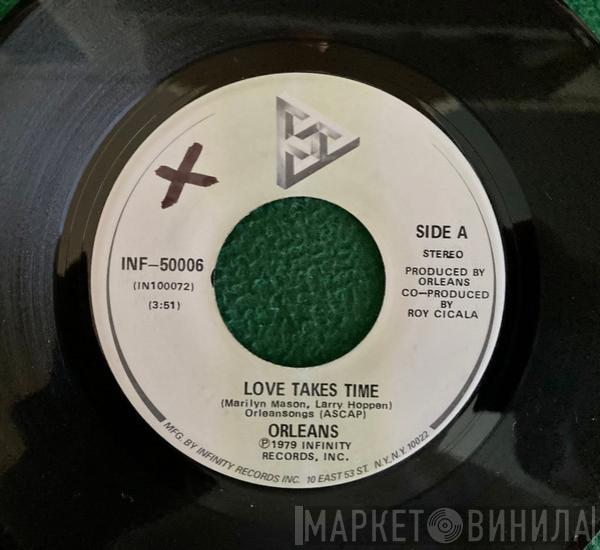 X
INF-50006
(IN100072)
(3:51)
SIDE A
STEREO
PRODUCED BY
ORLEANS
CO-PRODUCED
BY
ROY CICALA
LOVE TAKES TIME
(Marilyn Mason, Larry Hoppen)
Orleansongs (ASCAP)
ORLEANS
Ⓟ1979 INFINITY
RECORDS, INC.
MFG. BY INFINITY RECORDS INC. 10 EAST 53 ST. N.Y., N.Y. 10022
МАРКЕТ ВИНИЛА